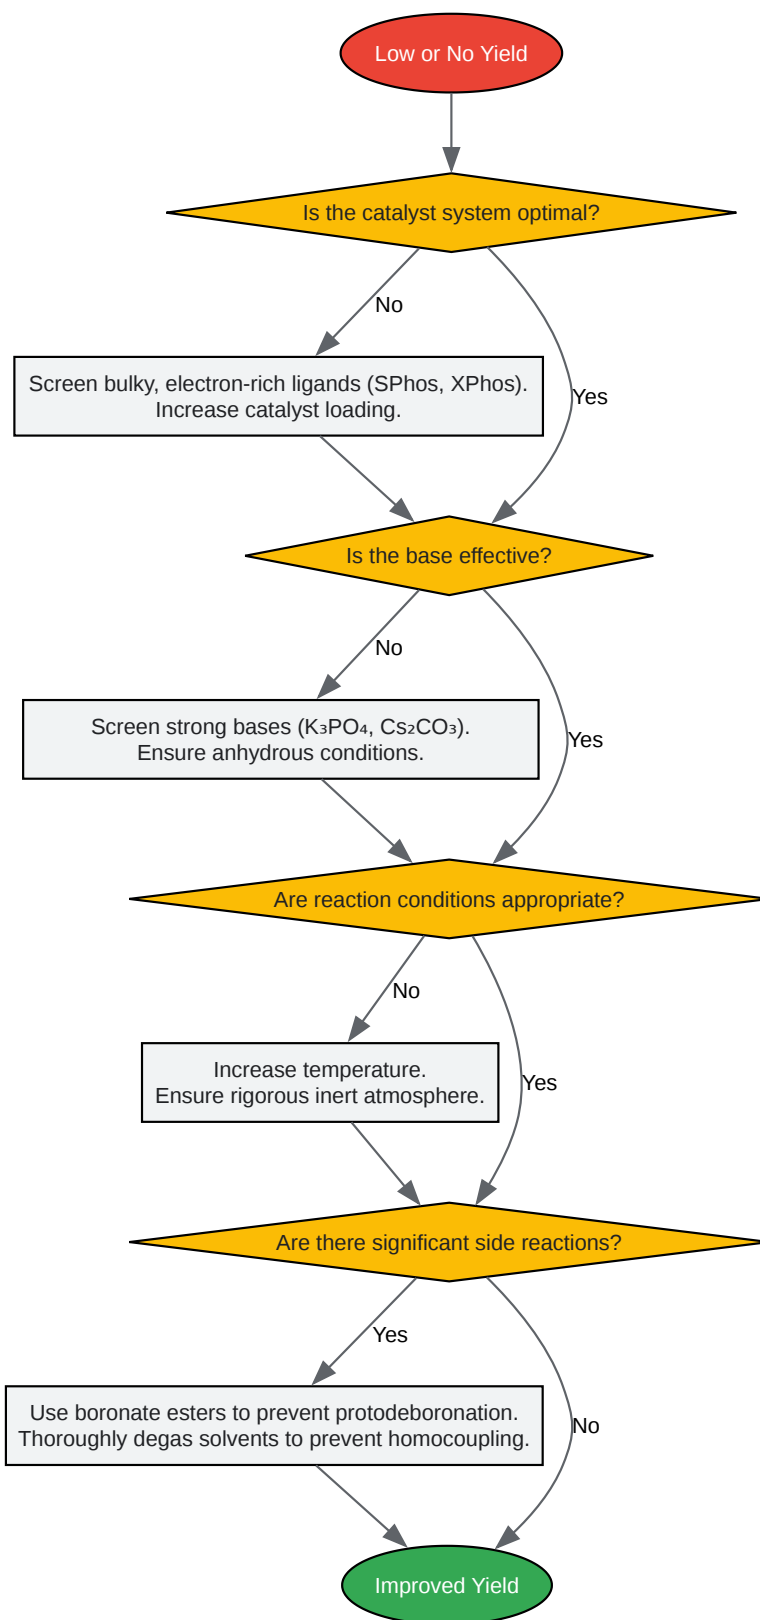 Low or No Yield
Is the catalyst system optimal?
No
Screen bulky, electron-rich ligands (SPhos, XPhos).
Increase catalyst loading.
Yes
Is the base effective?
No
Screen strong bases (K₃PO₄, Cs₂CO₃).
Ensure anhydrous conditions.
Yes
Are reaction conditions appropriate?
No
Increase temperature.
Ensure rigorous inert atmosphere.
Yes
Are there significant side reactions?
Yes
Use boronate esters to prevent protodeboronation.
Thoroughly degas solvents to prevent homocoupling.
No
Improved Yield